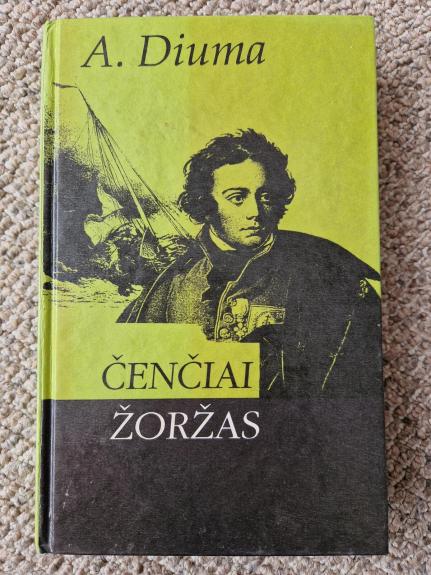 A. Diuma
ČENČIAI
ŽORŽAS